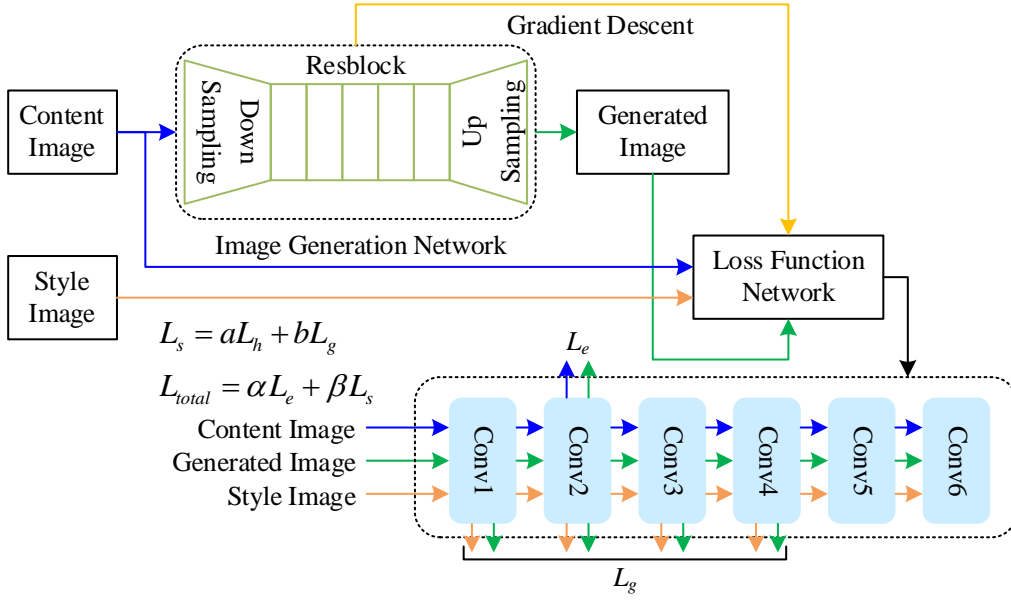 Gradient Descent
Resblock
Content
Image
Down
Sampling
Up
Sampling
Generated
Image
Image Generation Network
Style
Image
Loss Function
Network
L_s = aL_h + bL_g
L_e
L_{total} = αL_e + βL_s
Content Image
Generated Image
Style Image
Conv1
Conv2
Conv3
Conv4
Conv5
Conv6
L_g